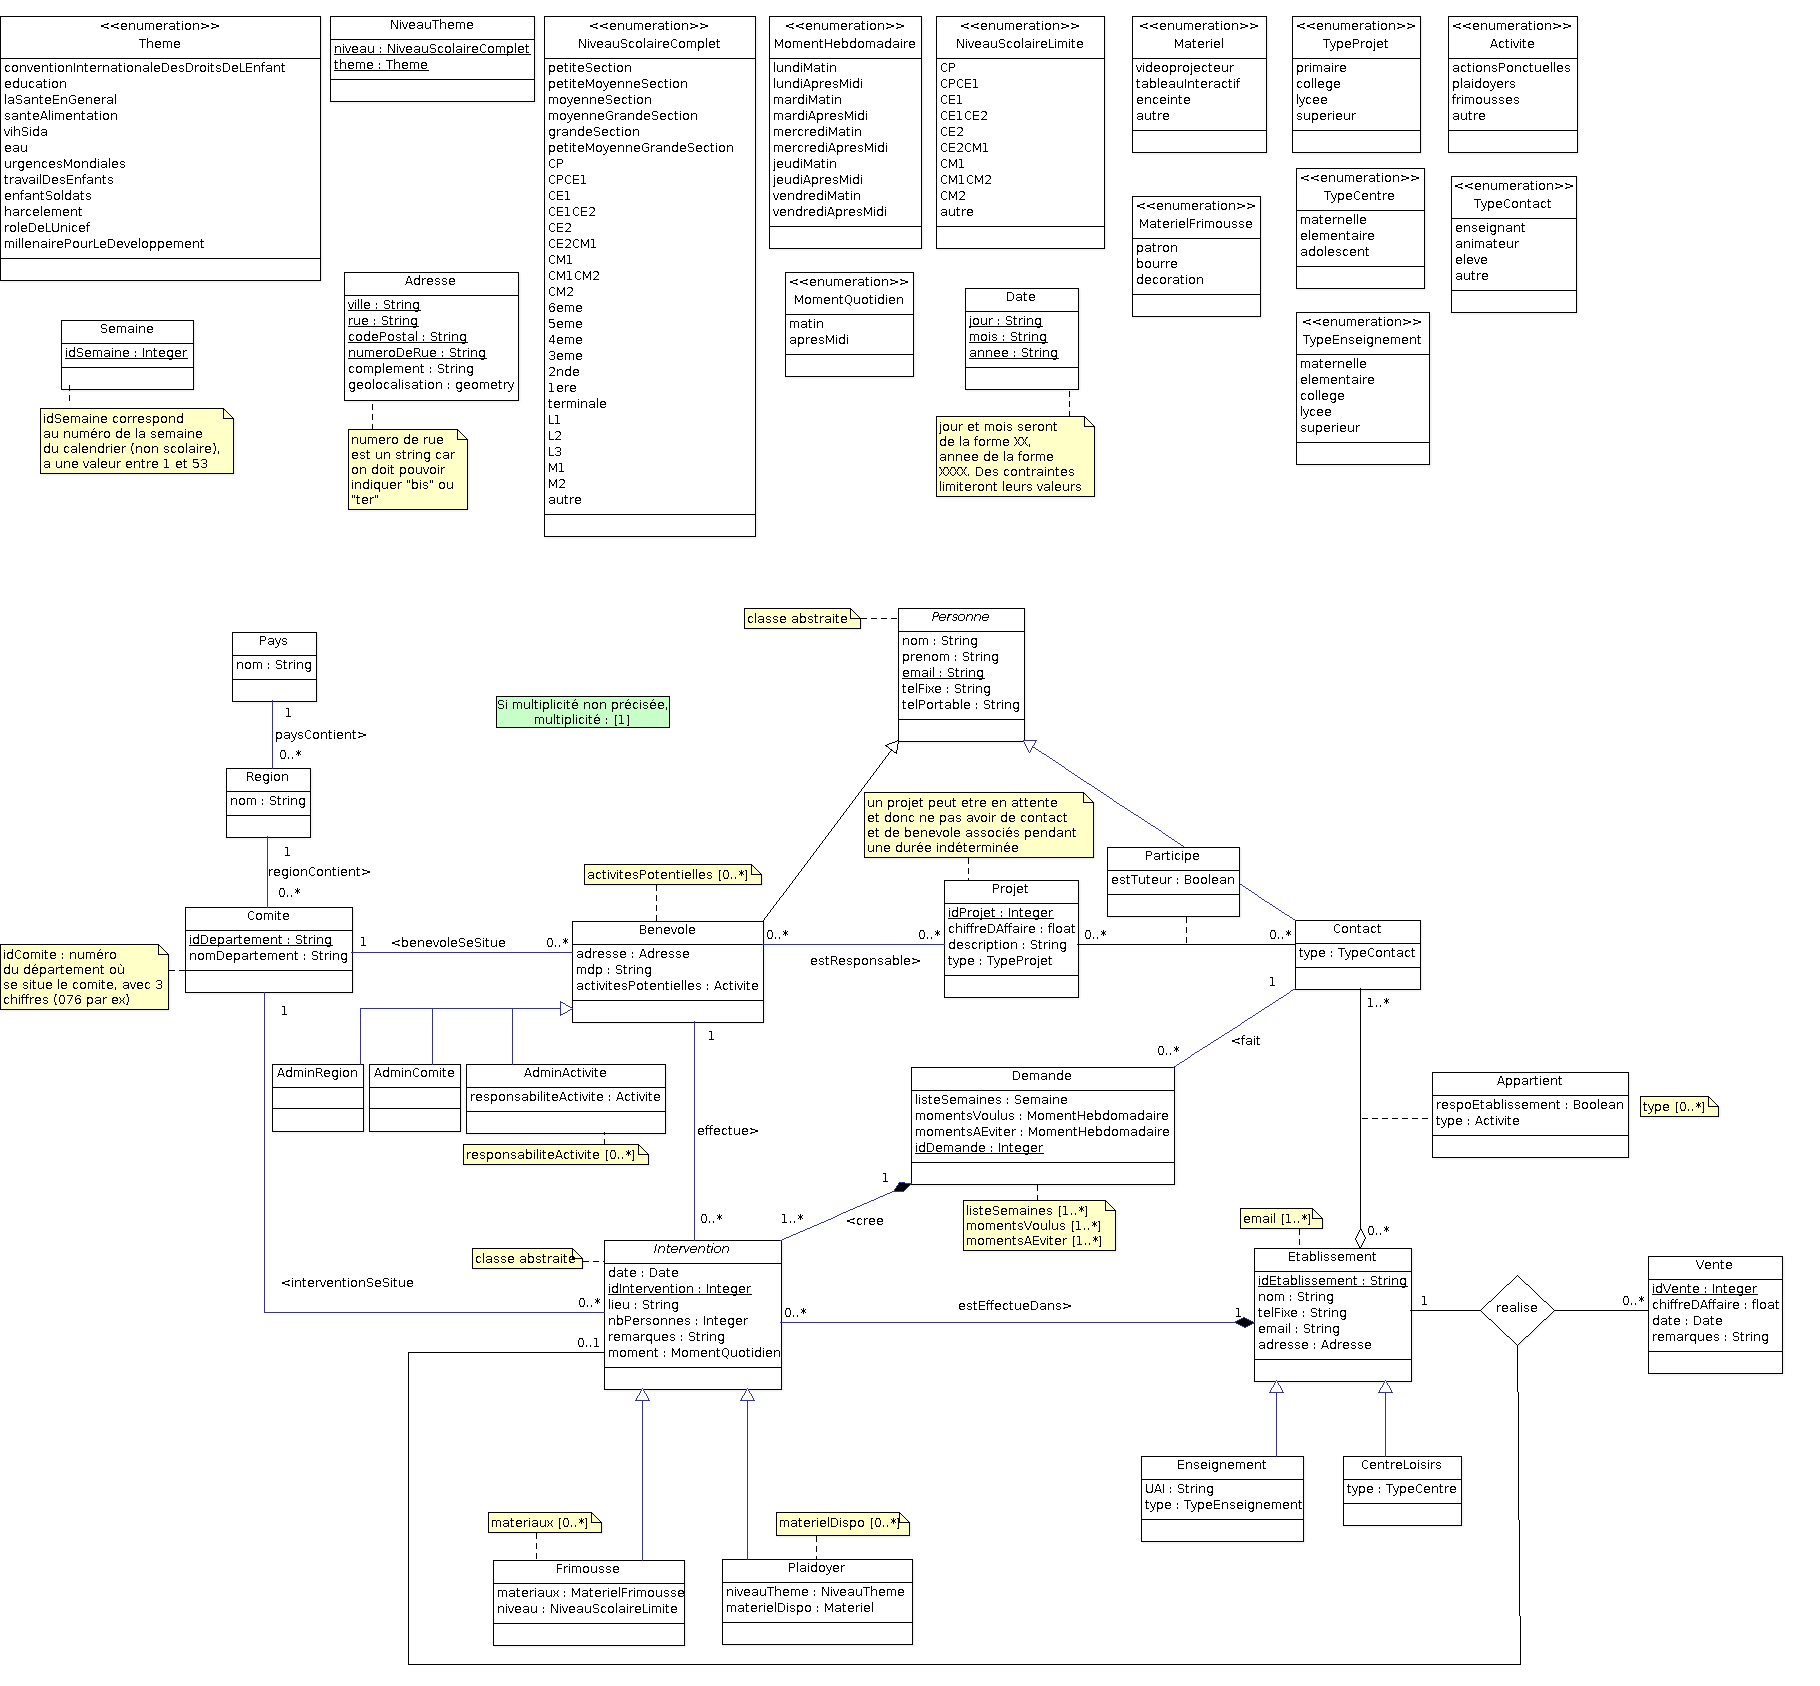 <<enumeration>>
Theme
conventionInternationaleDesDroitsDeLEnfant
education
laSanteEnGeneral
santeAlimentation
vihSida
eau
urgencesMondiales
travailDesEnfants
enfantSoldats
harcelement
roleDeLUnicef
millenairePourLeDeveloppement
NiveauTheme
niveau : NiveauScolaireComplet
theme : Theme
<<enumeration>>
NiveauScolaireComplet
petiteSection
petiteMoyenneSection
moyenneSection
moyenneGrandeSection
grandeSection
petiteMoyenneGrandeSection
CP
CPCE1
CE1
CE1CE2
CE2
CE2CM1
CM1
CM1CM2
CM2
6eme
5eme
4eme
3eme
2nde
1ere
terminale
L1
L2
L3
M1
M2
autre
<<enumeration>>
MomentHebdomadaire
lundiMatin
lundiApresMidi
mardiMatin
mardiApresMidi
mercrediMatin
mercrediApresMidi
jeudiMatin
jeudiApresMidi
vendrediMatin
vendrediApresMidi
<<enumeration>>
NiveauScolaireLimite
CP
CPCE1
CE1
CE1CE2
CE2
CE2CM1
CM1
CM1CM2
CM2
autre
<<enumeration>>
Materiel
videoprojecteur
tableauInteractif
enceinte
autre
<<enumeration>>
TypeProjet
primaire
college
lycee
superieur
<<enumeration>>
Activite
actionsPonctuelles
plaidoyers
frimousses
autre
<<enumeration>>
MaterielFrimousse
patron
bourre
decoration
<<enumeration>>
TypeCentre
maternelle
elementaire
adolescent
<<enumeration>>
TypeContact
enseignant
animateur
eleve
autre
Semaine
idSemaine : Integer
idSemaine correspond
au numéro de la semaine
du calendrier (non scolaire),
a une valeur entre 1 et 53
Adresse
ville : String
rue : String
codePostal : String
numeroDeRue : String
complement : String
geolocalisation : geometry
numero de rue
est un string car
on doit pouvoir
indiquer "bis" ou
"ter"
<<enumeration>>
MomentQuotidien
matin
apresMidi
Date
jour : String
mois : String
annee : String
jour et mois seront
de la forme XX,
annee de la forme
XXXX. Des contraintes
limiteront leurs valeurs
<<enumeration>>
TypeEnseignement
maternelle
elementaire
college
lycee
superieur
classe abstraite
Personne
nom : String
prenom : String
email : String
telFixe : String
telPortable : String
Pays
nom : String
1
paysContient>
0..*
Si multiplicité non précisée,
multiplicité : [1]
Region
nom : String
1
regionContient>
0..*
un projet peut etre en attente
et donc ne pas avoir de contact
et de benevole associés pendant
une durée indéterminée
Participe
estTuteur : Boolean
activitesPotentielles [0..*]
Comite
idDepartement : String
nomDepartement : String
idComite : numéro
du département où
se situe le comite, avec 3
chiffres (076 par ex)
1
<benevoleSeSitue
0..*
Benevole
adresse : Adresse
mdp : String
activitesPotentielles : Activite
0..*
estResponsable>
0..*
Projet
idProjet : Integer
chiffreDAffaire : float
description : String
type : TypeProjet
0..*
0..*
Contact
type : TypeContact
1
1..*
<fait
0..*
1
1
AdminRegion
AdminComite
AdminActivite
responsabiliteActivite : Activite
responsabiliteActivite [0..*]
effectue>
0..*
Demande
listeSemaines : Semaine
momentsVoulus : MomentHebdomadaire
momentsAEviter : MomentHebdomadaire
idDemande : Integer
listeSemaines [1..*]
momentsVoulus [1..*]
momentsAEviter [1..*]
Appartient
respoEtablissement : Boolean
type : Activite
type [0..*]
1
1..*
<cree
email [1..*]
0..*
classe abstraite
Intervention
date : Date
idIntervention : Integer
lieu : String
nbPersonnes : Integer
remarques : String
moment : MomentQuotidien
<interventionSeSitue
0..*
0..1
0..*
estEffectueDans>
1
Etablissement
idEtablissement : String
nom : String
telFixe : String
email : String
adresse : Adresse
1
realise
0..*
Vente
idVente : Integer
chiffreDAffaire : float
date : Date
remarques : String
Enseignement
UAI : String
type : TypeEnseignement
CentreLoisirs
type : TypeCentre
materiaux [0..*]
materielDispo [0..*]
Frimousse
materiaux : MaterielFrimousse
niveau : NiveauScolaireLimite
Plaidoyer
niveauTheme : NiveauTheme
materielDispo : Materiel